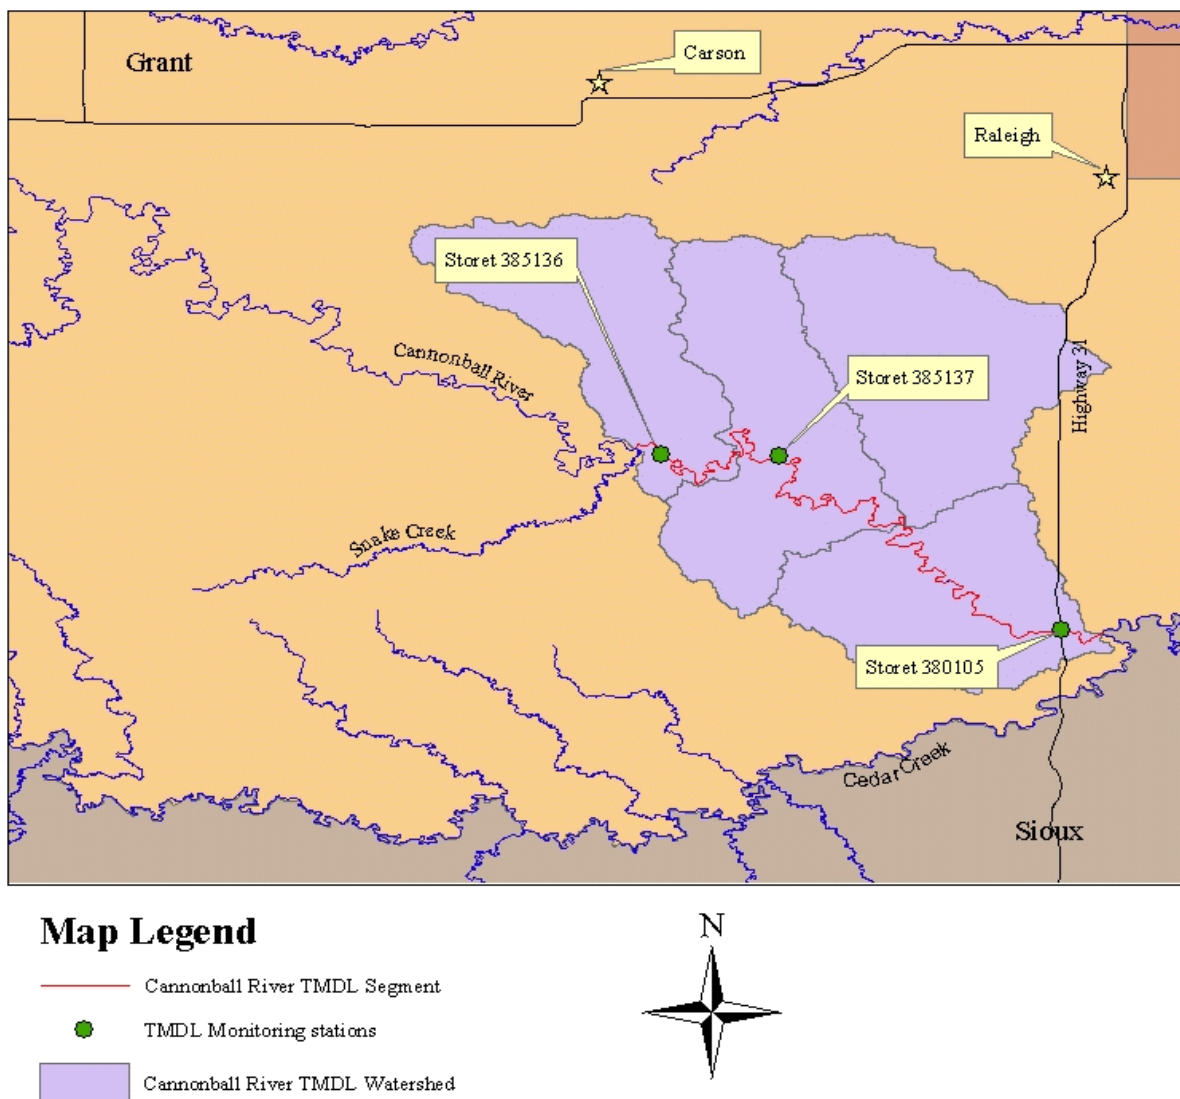 Grant
Carson
Raleigh
Storet 385136
Cannonball River
Storet 385137
Highway 31
Snake Creek
Storet 380105
Cedar Creek
Sioux
Map Legend
N
Cannonball River TMDL Segment
TMDL Monitoring stations
Cannonball River TMDL Watershed